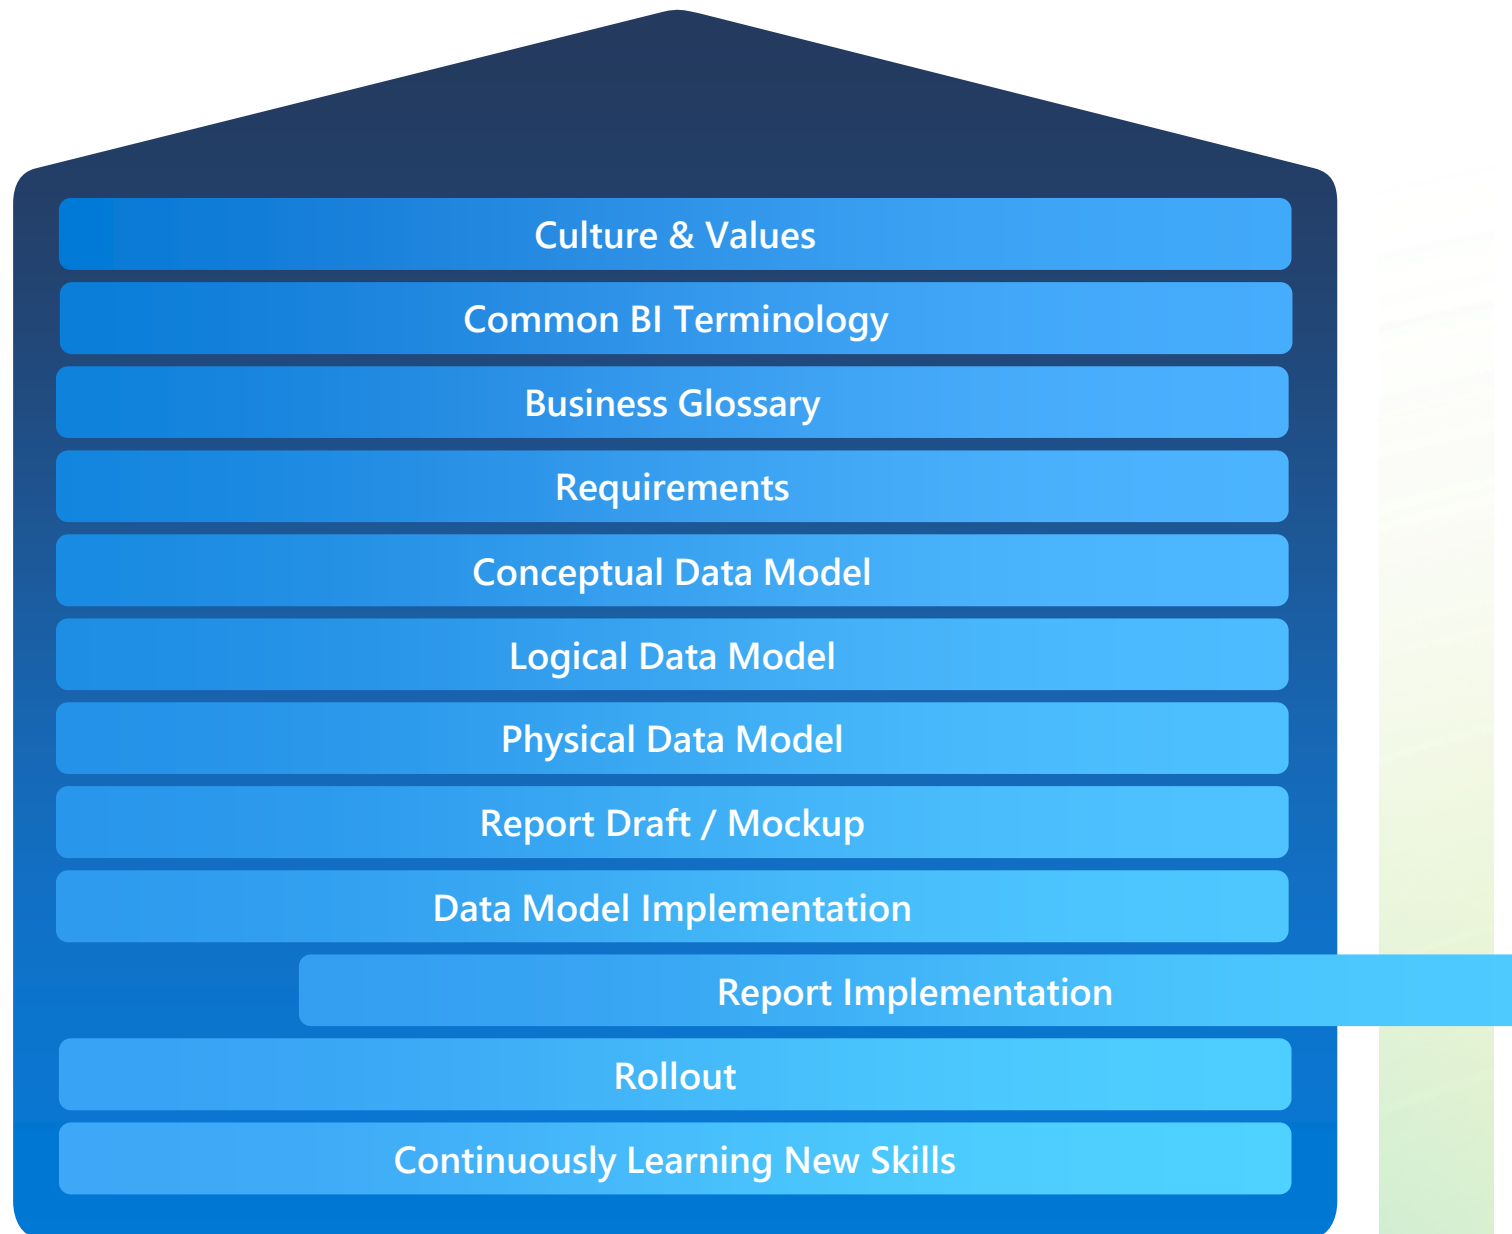 Culture & Values
Common BI Terminology
Business Glossary
Requirements
Conceptual Data Model
Logical Data Model
Physical Data Model
Report Draft / Mockup
Data Model Implementation
Report Implementation
Rollout
Continuously Learning New Skills